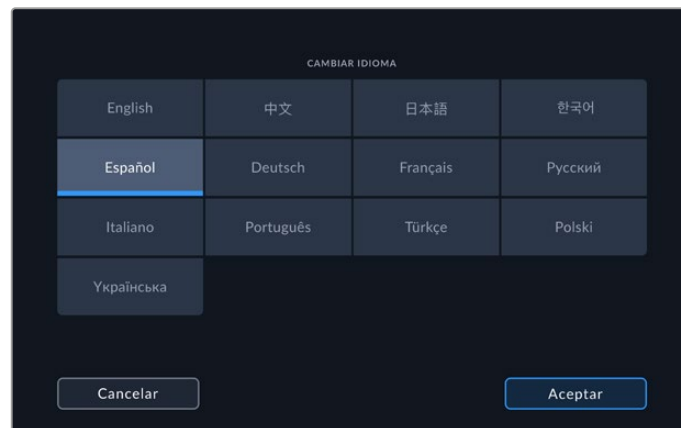 CAMBIAR IDIOMA
English 中文 日本語 한국어
Español Deutsch Français Русский
Italiano Português Türkçe Polski
Українська
Cancelar Aceptar